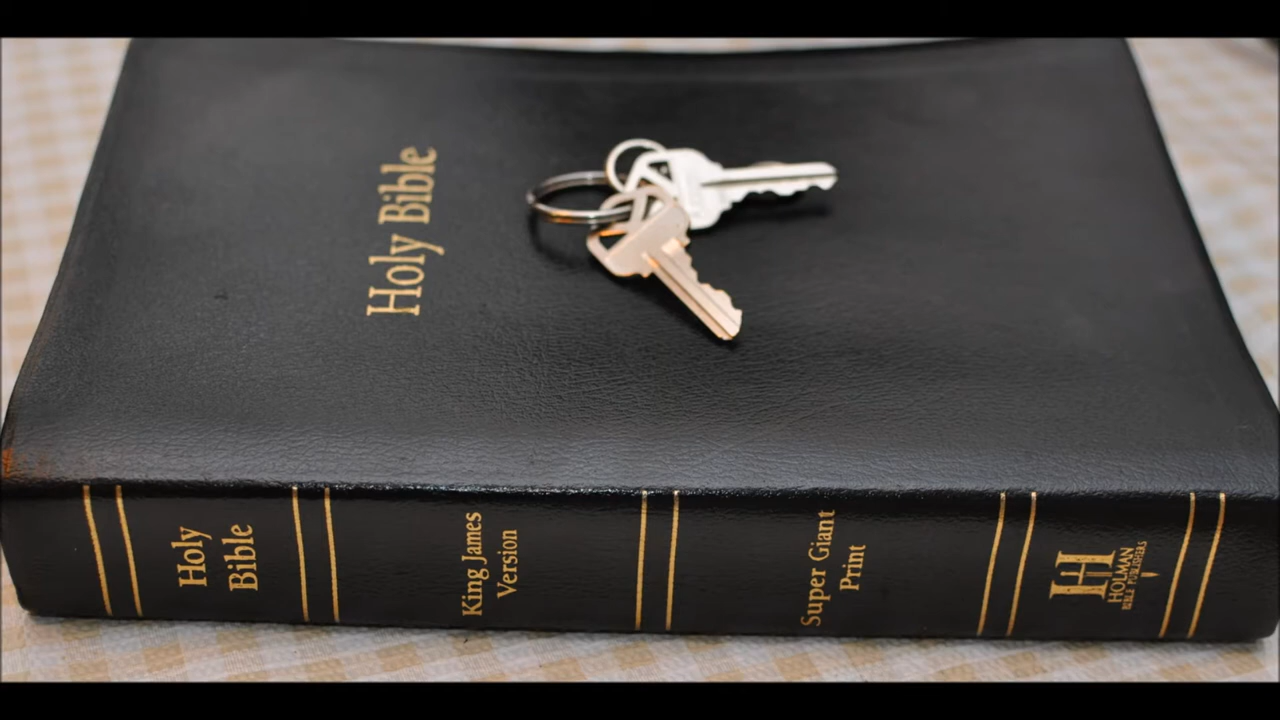 Holy Bible
Holy
Bible
King James
Version
Super Giant
Print
HOLMAN
BIBLE PUBLISHERS